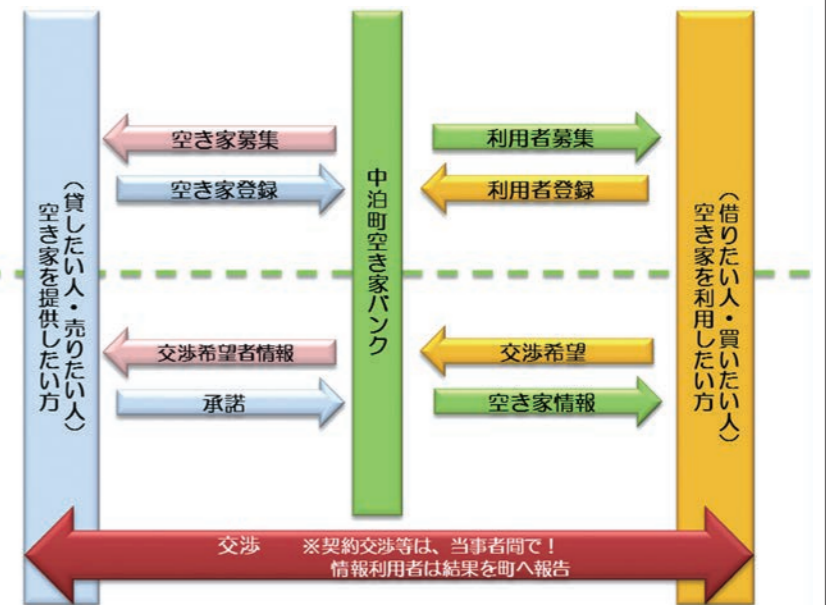 空き家を提供したい方
（貸したい人・売りたい人）
空き家募集
空き家登録
中泊町空き家バンク
利用者募集
利用者登録
空き家を利用したい方
（借りたい人・買いたい人）
交渉希望者情報
承諾
交渉希望
空き家情報
交渉　※契約交渉等は、当事者間で！
情報利用者は結果を町へ報告